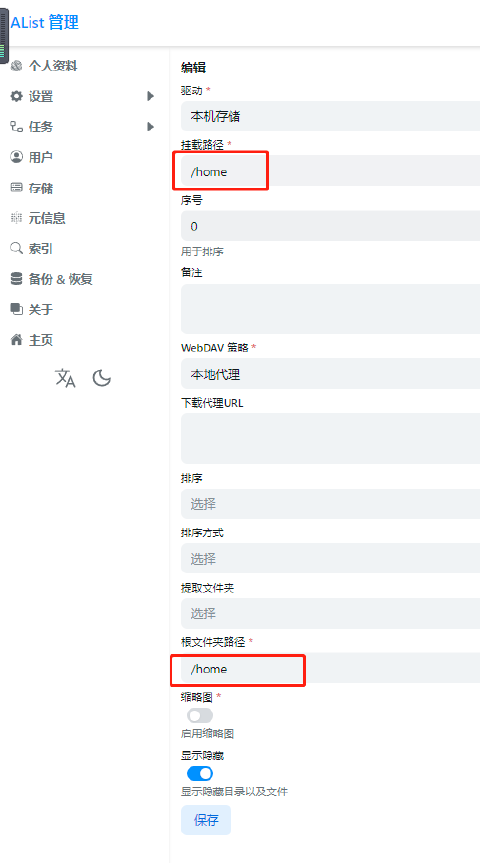 AList 管理
个人资料
设置
任务
用户
存储
元信息
索引
备份 & 恢复
关于
主页
编辑
驱动 *
本机存储
挂载路径 *
/home
序号
0
用于排序
备注
WebDAV 策略 *
本地代理
下载代理URL
排序
选择
排序方式
选择
提取文件夹
选择
根文件夹路径 *
/home
缩略图 *
启用缩略图
显示隐藏
显示隐藏目录以及文件
保存